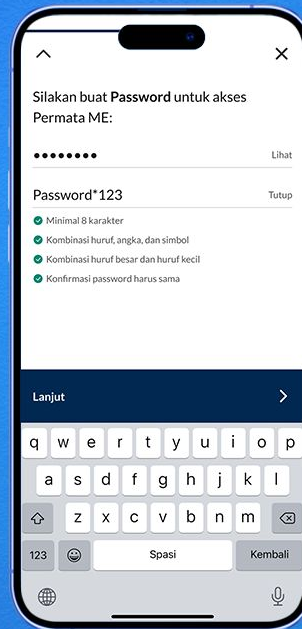 Silakan buat Password untuk akses
Permata ME:
●●●●●●●● Lihat
Password*123 Tutup
Minimal 8 karakter
Kombinasi huruf, angka, dan simbol
Kombinasi huruf besar dan huruf kecil
Konfirmasi password harus sama
Lanjut
q w e r t y u i o p
a s d f g h j k l
z x c v b n m
123 Spasi Kembali